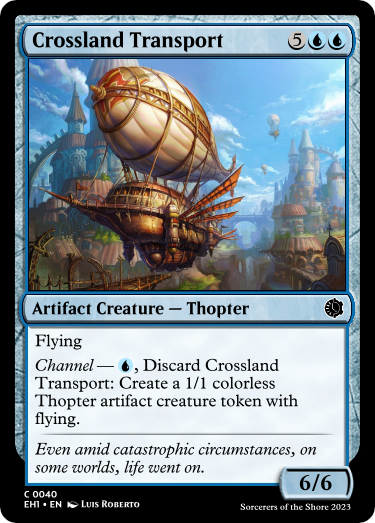 Crossland Transport 5
Artifact Creature — Thopter
Flying
Channel — , Discard Crossland
Transport: Create a 1/1 colorless
Thopter artifact creature token with
flying.
Even amid catastrophic circumstances, on
some worlds, life went on.
6/6
C 0040
EH1 • EN Luis Roberto
Sorcerers of the Shore 2023